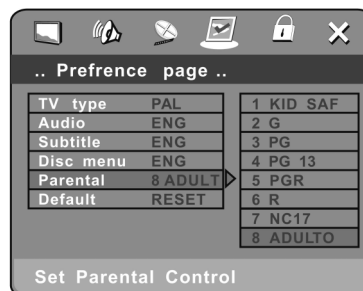 .. Prefrence page ..
TV type PAL
Audio ENG
Subtitle ENG
Disc menu ENG
Parental 8 ADULT
Default RESET
1 KID SAF
2 G
3 PG
4 PG 13
5 PGR
6 R
7 NC17
8 ADULTO
Set Parental Control